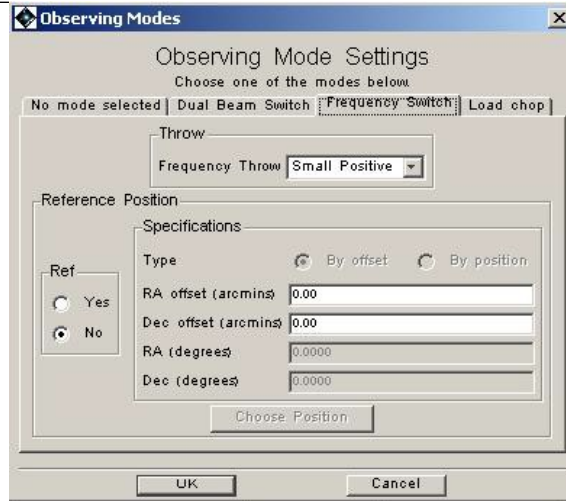 Observing Modes
Observing Mode Settings
Choose one of the modes below.
No mode selected Dual Beam Switch Frequency Switch Load chop
Throw
Frequency Throw Small Positive
Reference Position
Specifications
Type By offset By position
Ref
Yes
No
RA offset (arcmins) 0.00
Dec offset (arcmins) 0.00
RA (degrees) 0.0000
Dec (degrees) 0.0000
Choose Position
UK Cancel